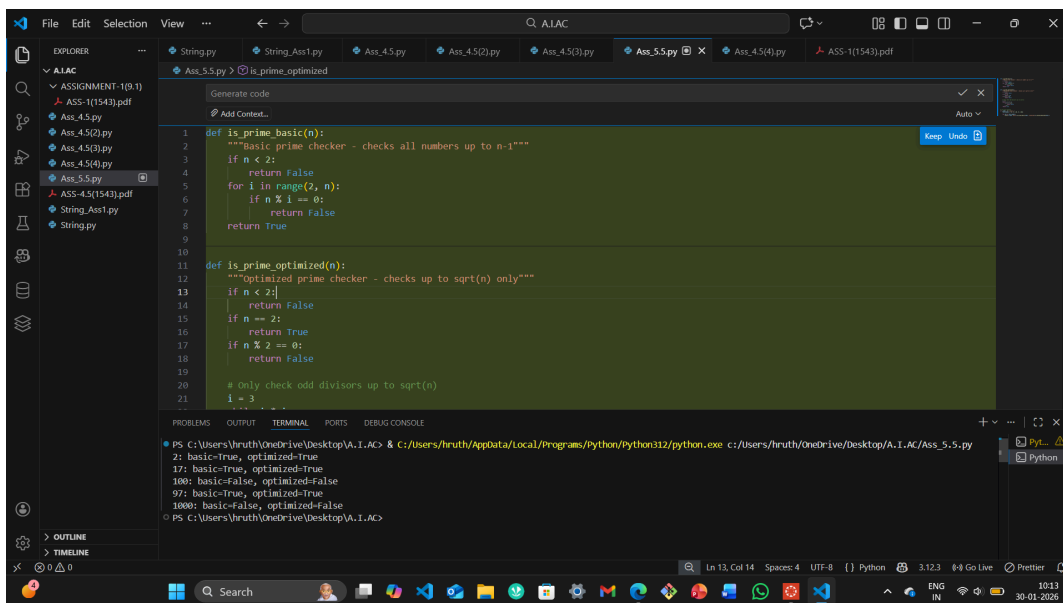 File Edit Selection View ··· A.I.AC
EXPLORER ···
String.py String_Ass1.py Ass_4.5.py Ass_4.5(2).py Ass_4.5(3).py Ass_5.5.py Ass_4.5(4).py ASS-1(1543).pdf
A.I.AC
ASSIGNMENT-1(9.1)
ASS-1(1543).pdf
Ass_4.5.py
Ass_4.5(2).py
Ass_4.5(3).py
Ass_4.5(4).py
Ass_5.5.py
ASS-4.5(1543).pdf
String_Ass1.py
String.py
OUTLINE
TIMELINE
Ass_5.5.py > is_prime_optimized
Generate code
Add Context... Auto
Keep Undo
1 def is_prime_basic(n):
2 """Basic prime checker - checks all numbers up to n-1"""
3 if n < 2:
4 return False
5 for i in range(2, n):
6 if n % i == 0:
7 return False
8 return True
9
10
11 def is_prime_optimized(n):
12 """Optimized prime checker - checks up to sqrt(n) only"""
13 if n < 2:
14 return False
15 if n == 2:
16 return True
17 if n % 2 == 0:
18 return False
19
20 # Only check odd divisors up to sqrt(n)
21 i = 3
PROBLEMS OUTPUT TERMINAL PORTS DEBUG CONSOLE
PS C:\Users\hruth\OneDrive\Desktop\A.I.AC> & C:/Users/hruth/AppData/Local/Programs/Python/Python312/python.exe c:/Users/hruth/OneDrive/Desktop/A.I.AC/Ass_5.5.py
2: basic=True, optimized=True
17: basic=True, optimized=True
100: basic=False, optimized=False
97: basic=True, optimized=True
1000: basic=False, optimized=False
PS C:\Users\hruth\OneDrive\Desktop\A.I.AC>
Pyt...
Python
0 0 Ln 13, Col 14 Spaces: 4 UTF-8 {} Python 3.12.3 Go Live Prettier
4 Search ENG IN 10:13 30-01-2026